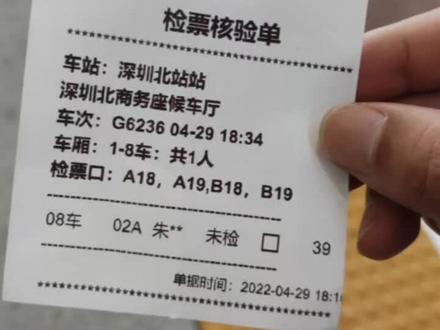 检票核验单
********************************
车站：深圳北站站
深圳北商务座候车厅
车次：G6236 04-29 18:34
车厢：1-8车：共1人
检票口：A18，A19,B18，B19
--------------------------------
08车 02A 朱** 未检 □ 39
--------------------------------
单据时间：2022-04-29 18:1
********************************